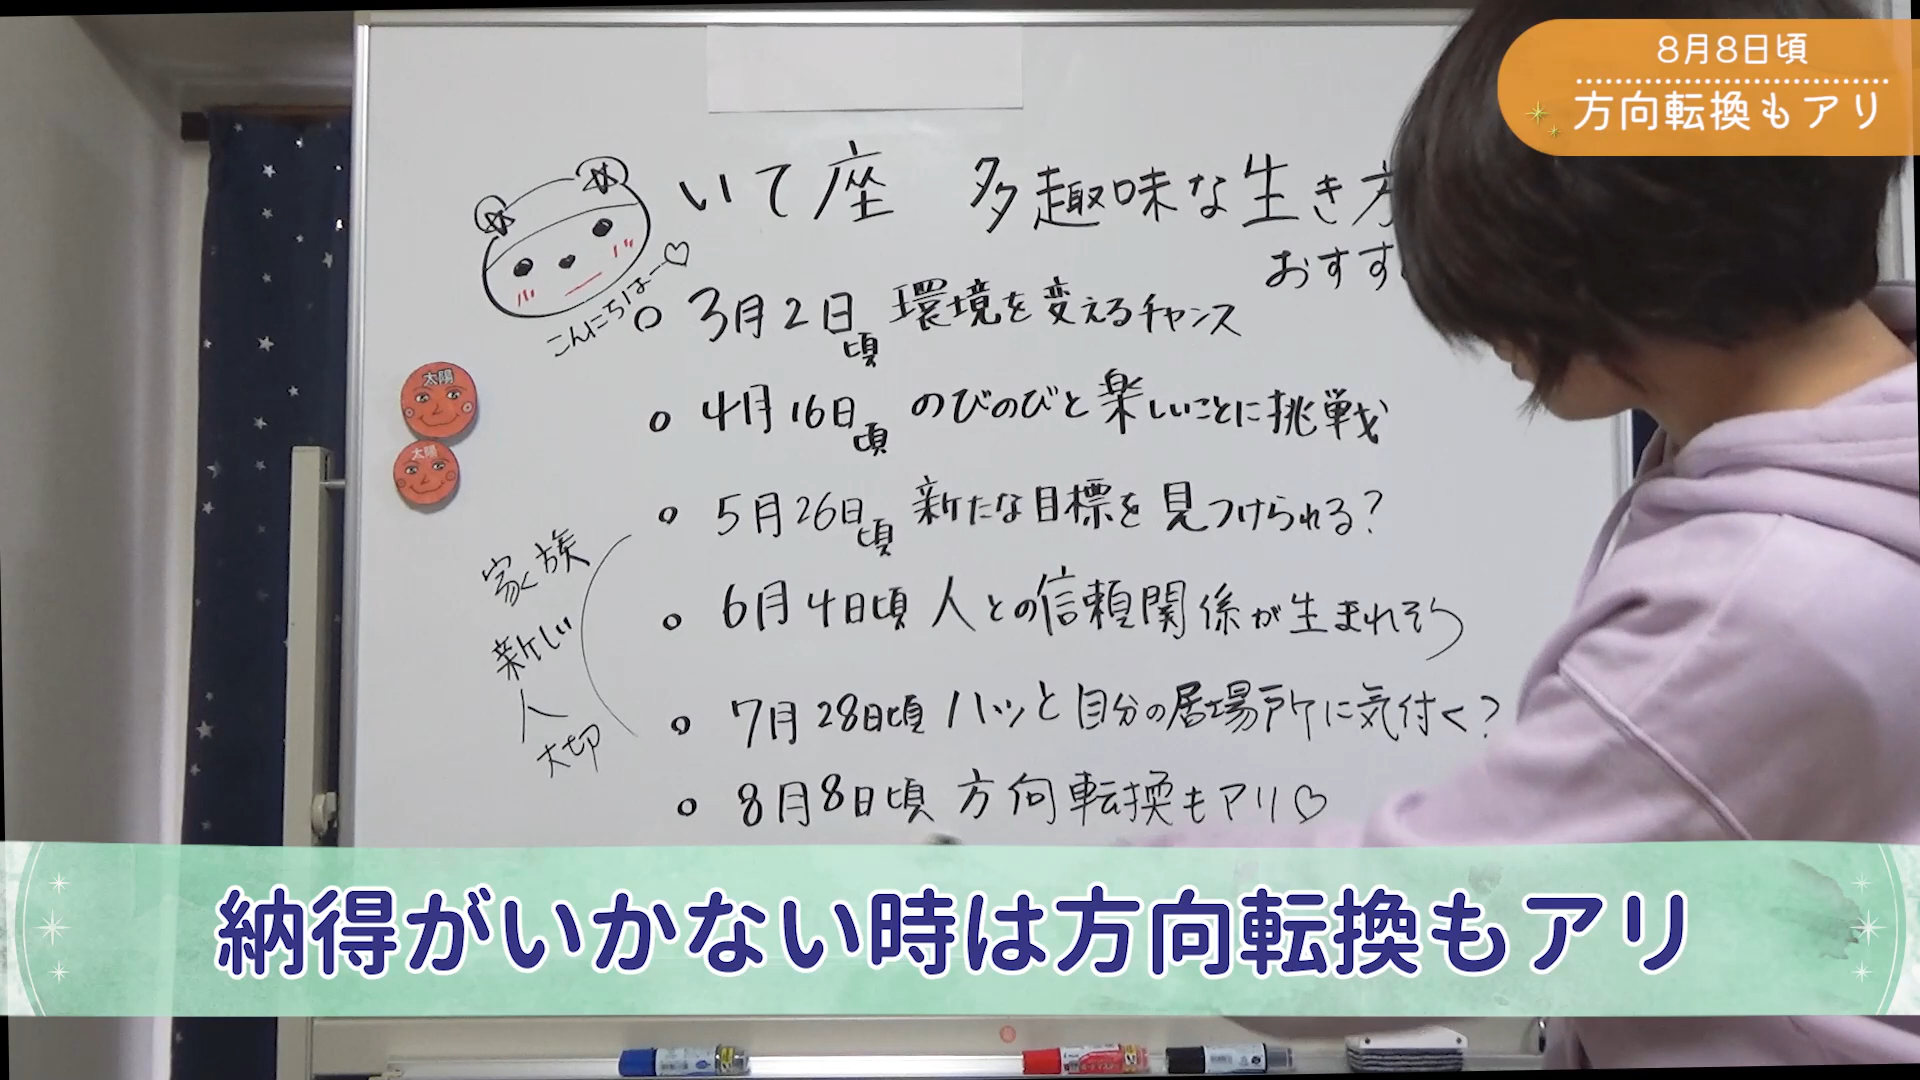 8月8日頃
方向転換もアリ
いて座 多趣味な生き方
おすす
こんにちはー♡
3月2日頃 環境を変えるチャンス
太陽
4月16日頃 のびのびと楽しいことに挑戦
太陽
5月26日頃 新たな目標を見つけられる?
家族
新しい
人
大切
6月4日頃 人との信頼関係が生まれそう
7月28日頃 ハッと自分の居場所に気付く?
8月8日頃 方向転換もアリ♡
納得がいかない時は方向転換もアリ